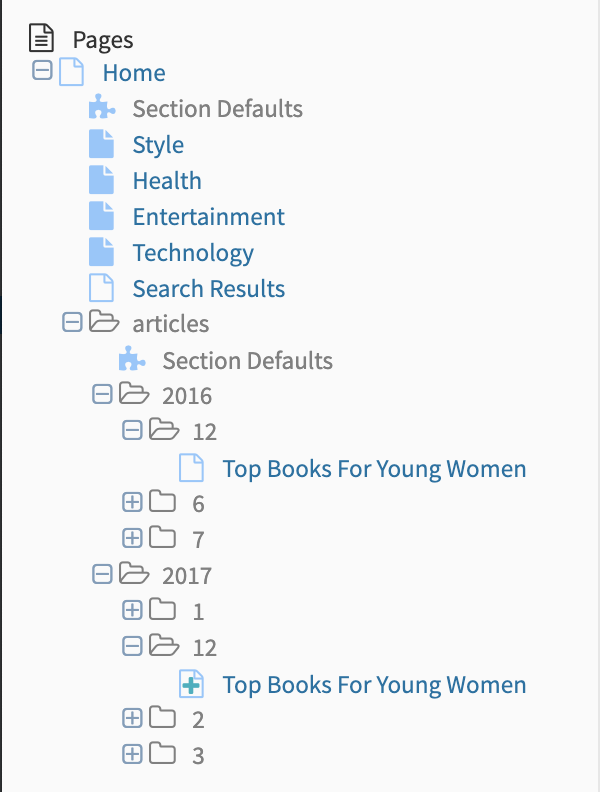 Pages
Home
Section Defaults
Style
Health
Entertainment
Technology
Search Results
articles
Section Defaults
2016
12
Top Books For Young Women
6
7
2017
1
12
Top Books For Young Women
2
3